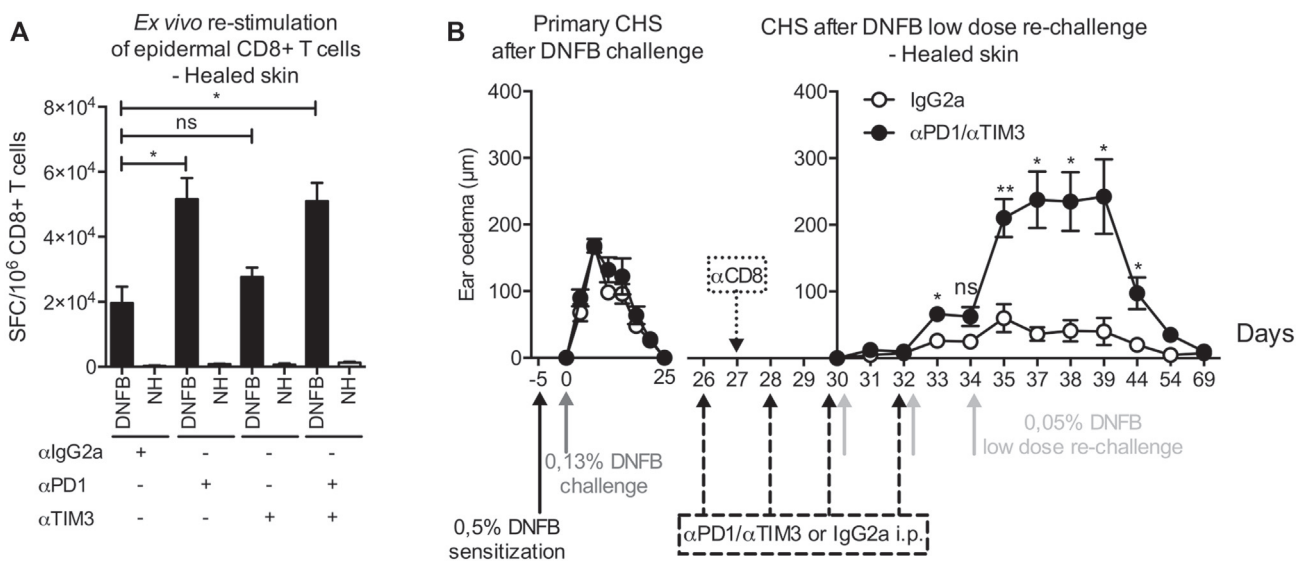 A
Ex vivo re-stimulation
of epidermal CD8+ T cells
- Healed skin
SFC/10⁶ CD8+ T cells
8×10⁴
6×10⁴
4×10⁴
2×10⁴
0
*
ns
*
DNFB
NH
DNFB
NH
DNFB
NH
DNFB
NH
αIgG2a + - - -
αPD1 - + - +
αTIM3 - - + +
B
Primary CHS
after DNFB challenge
CHS after DNFB low dose re-challenge
- Healed skin
Ear oedema (µm)
400
300
200
100
0
400
300
200
100
IgG2a
αPD1/αTIM3
αCD8
* ns ** * * * *
-5 0 25
26 27 28 29 30 31 32 33 34 35 37 38 39 44 54 69
Days
0,13% DNFB
challenge
0,5% DNFB
sensitization
0,05% DNFB
low dose re-challenge
αPD1/αTIM3 or IgG2a i.p.